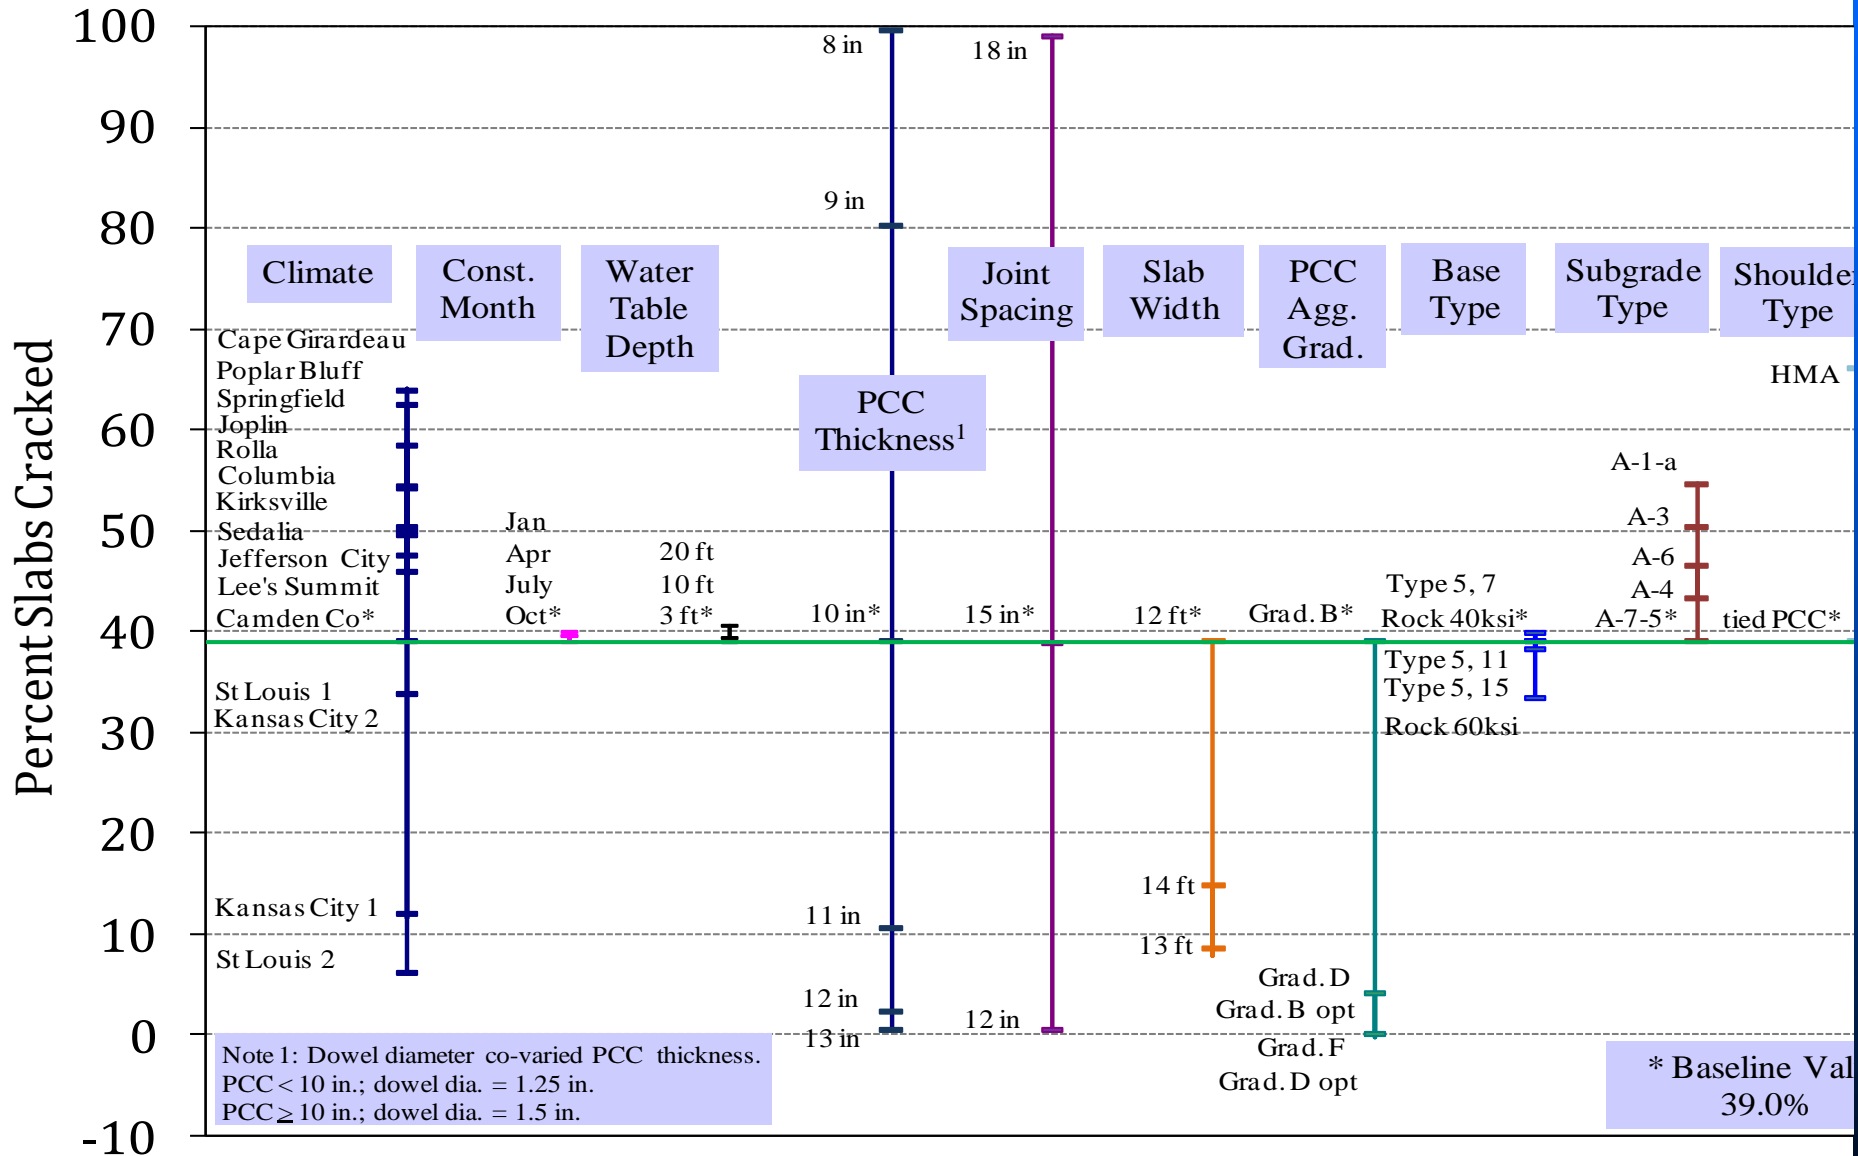 Percent Slabs Cracked
100
90
80
70
60
50
40
30
20
10
0
-10
Climate
Cape Girardeau
Poplar Bluff
Springfield
Joplin
Rolla
Columbia
Kirksville
Sedalia
Jefferson City
Lee's Summit
Camden Co*
St Louis 1
Kansas City 2
Kansas City 1
St Louis 2
Const.
Month
Jan
Apr
July
Oct*
Water
Table
Depth
20 ft
10 ft
3 ft*
8 in
9 in
PCC
Thickness1
10 in*
11 in
12 in
13 in
18 in
Joint
Spacing
15 in*
12 in
Slab
Width
12 ft*
14 ft
13 ft
PCC
Agg.
Grad.
Grad. B*
Grad. D
Grad. B opt
Grad. F
Grad. D opt
Base
Type
Type 5, 7
Rock 40ksi*
Type 5, 11
Type 5, 15
Rock 60ksi
Subgrade
Type
A-1-a
A-3
A-6
A-4
A-7-5*
Shoulde
Type
HMA
tied PCC*
Note 1: Dowel diameter co-varied PCC thickness.
PCC < 10 in.; dowel dia. = 1.25 in.
PCC ≥ 10 in.; dowel dia. = 1.5 in.
* Baseline Val
39.0%